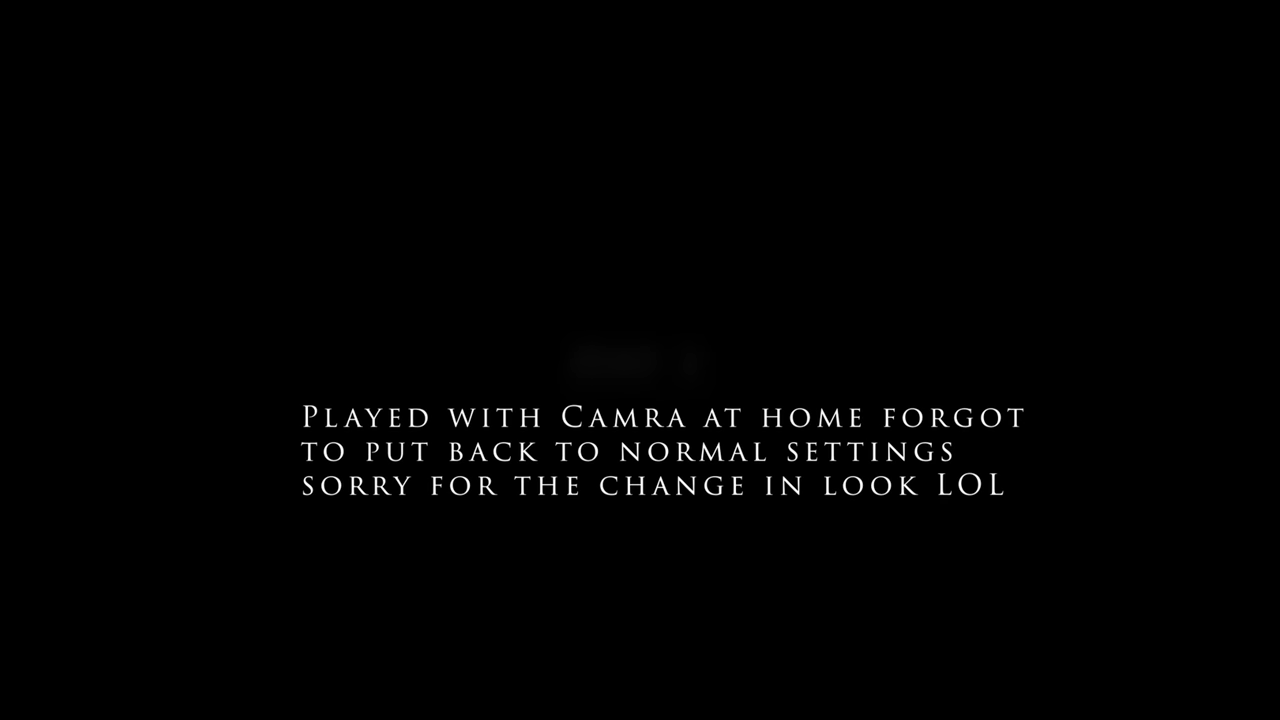 Played with Camra at home forgot
to put back to normal settings
sorry for the change in look LOL